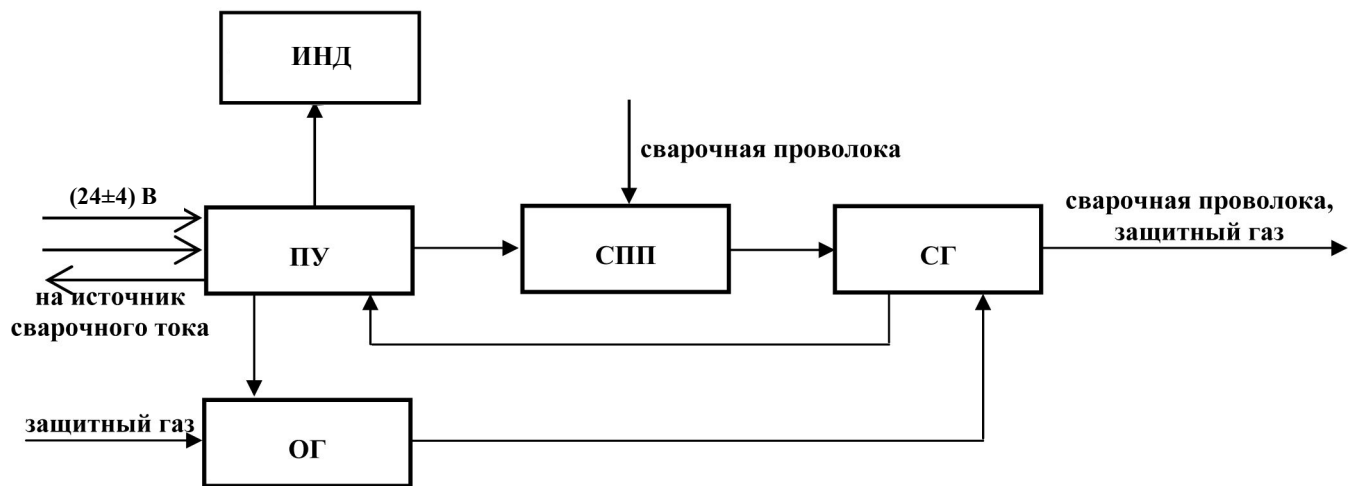 ИНД
сварочная проволока
(24±4) В
ПУ
СПП
СГ
сварочная проволока,
защитный газ
на источник
сварочного тока
защитный газ
ОГ